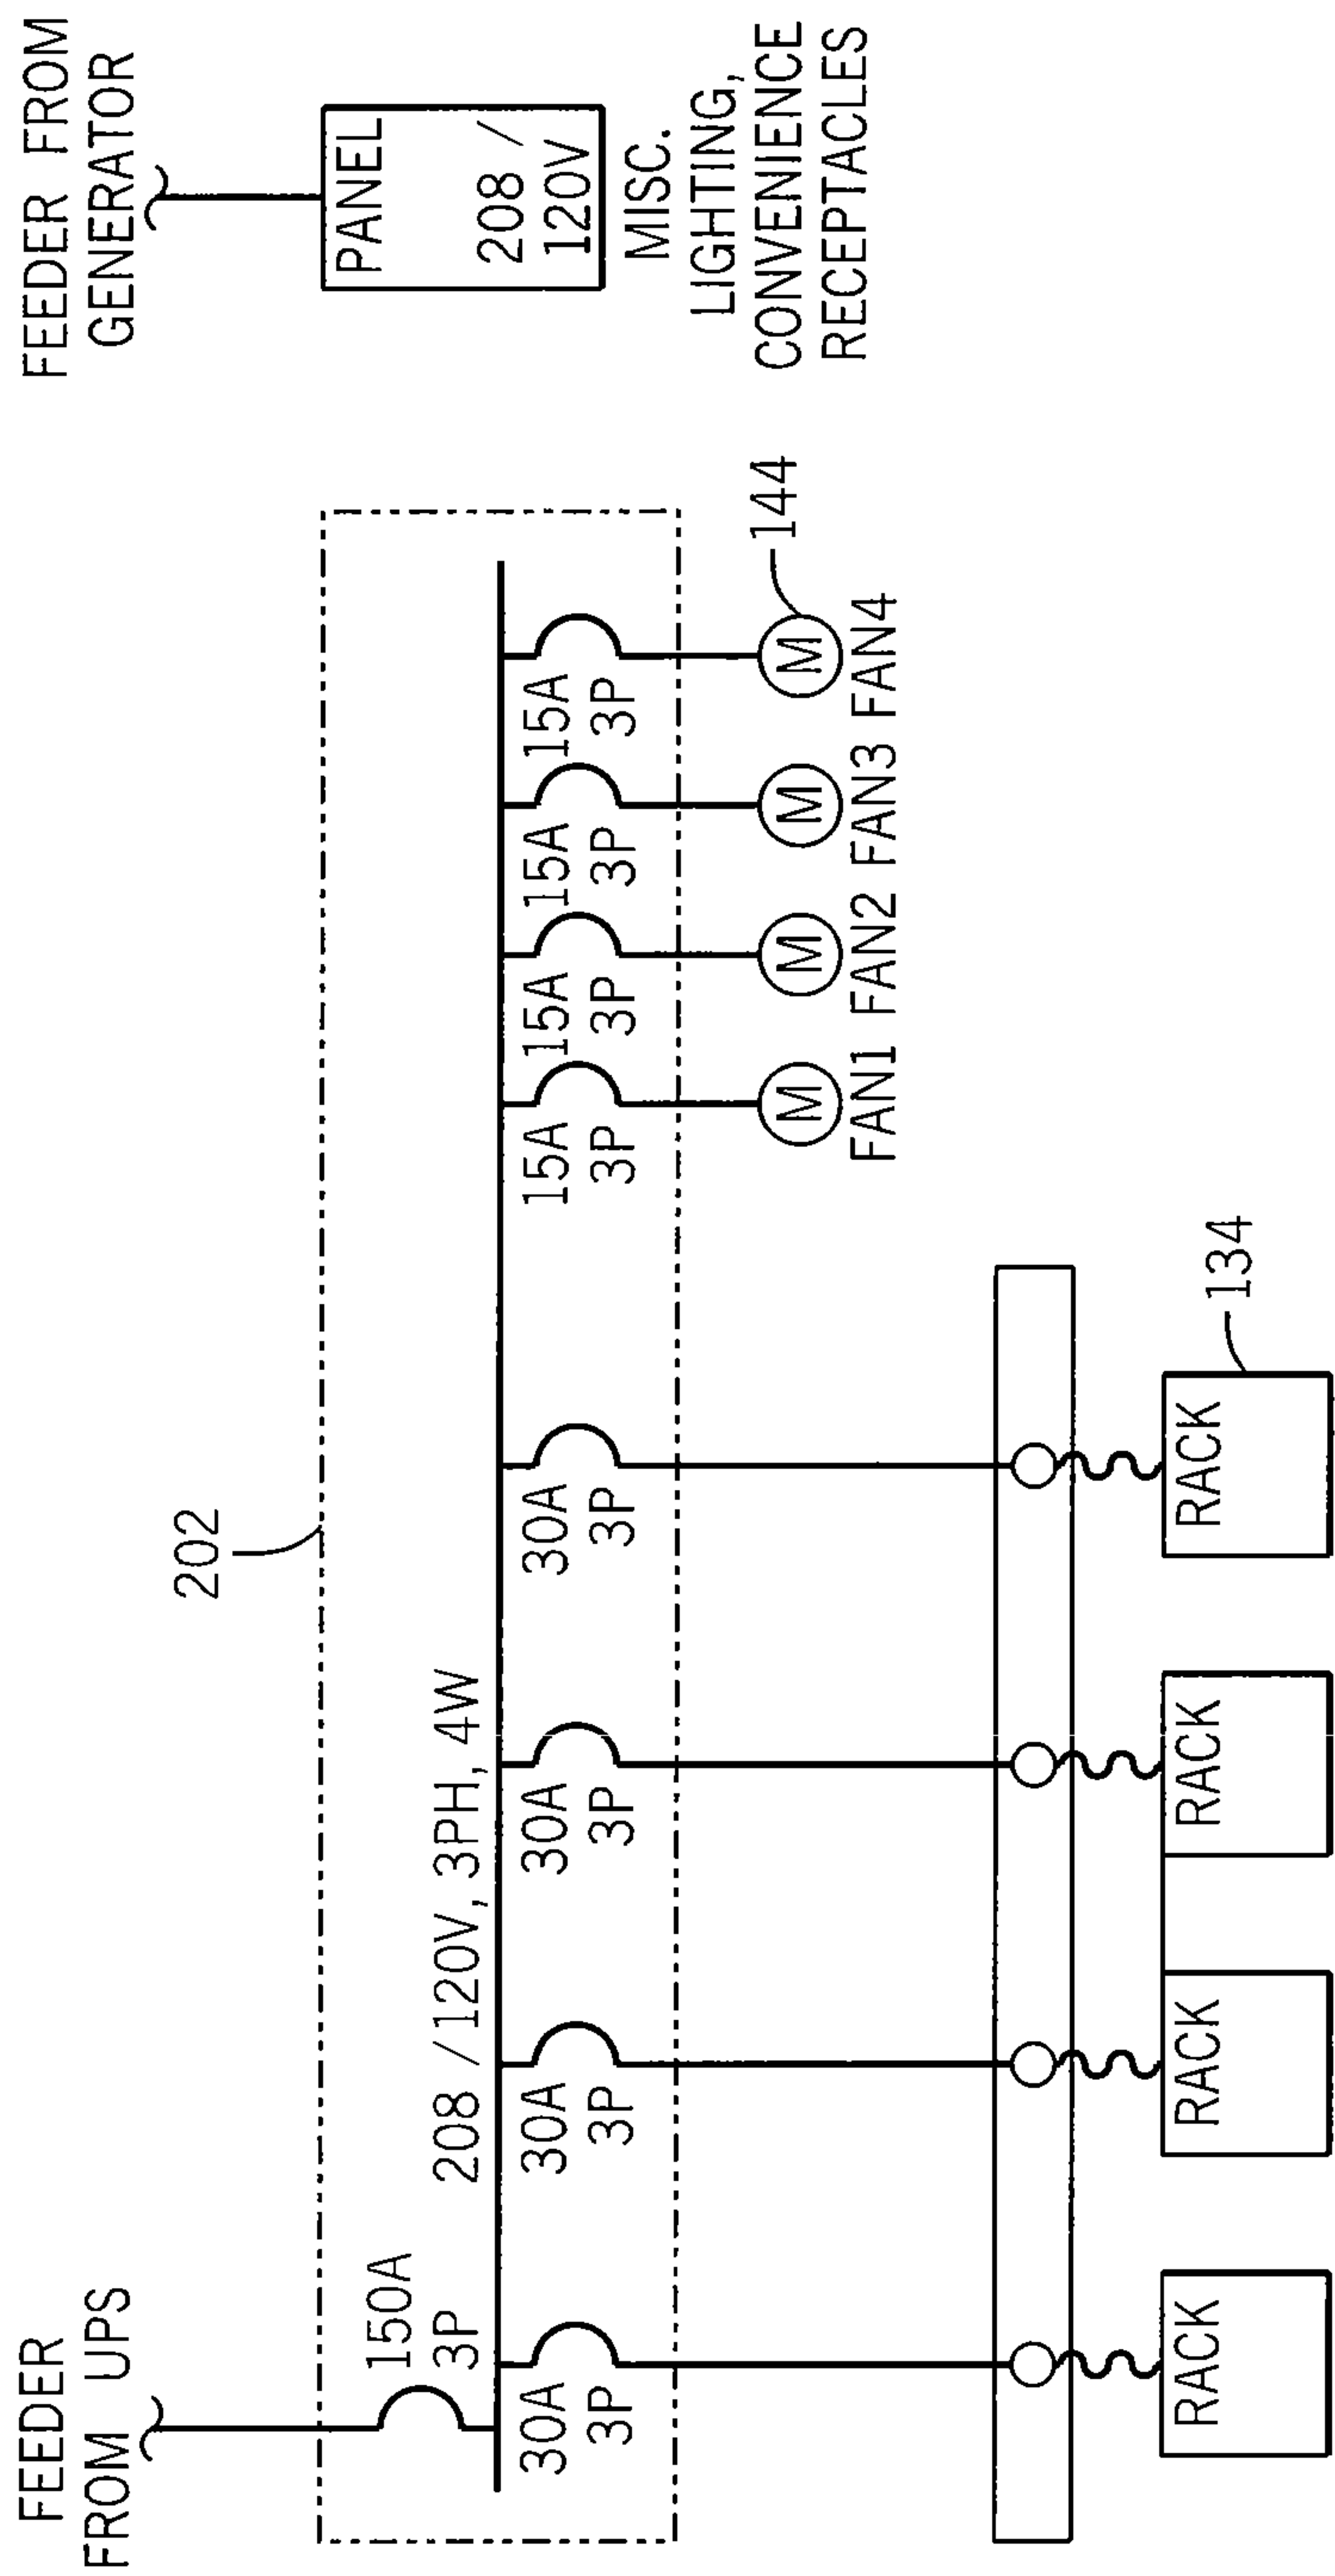 FEEDER
FROM UPS
150A
3P
208 /120V, 3PH, 4W
202
30A
3P
30A
3P
30A
3P
30A
3P
15A
3P
15A
3P
15A
3P
15A
3P
M
M
M
M
144
FAN1 FAN2 FAN3 FAN4
RACK
RACK
RACK
RACK
134
FEEDER FROM
GENERATOR
PANEL
208 /
120V
MISC.
LIGHTING,
CONVENIENCE
RECEPTACLES